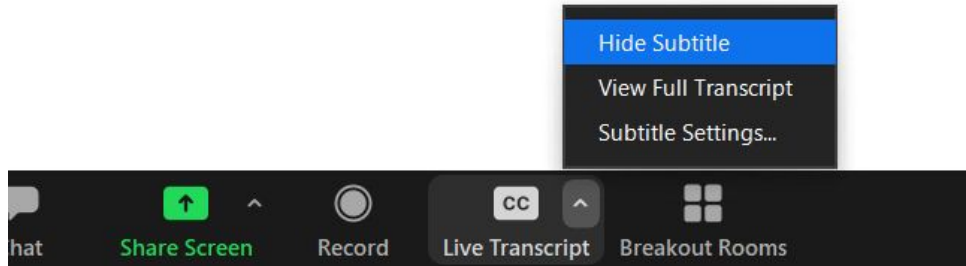 Hide Subtitle
View Full Transcript
Subtitle Settings...
CC
hat Share Screen Record Live Transcript Breakout Rooms